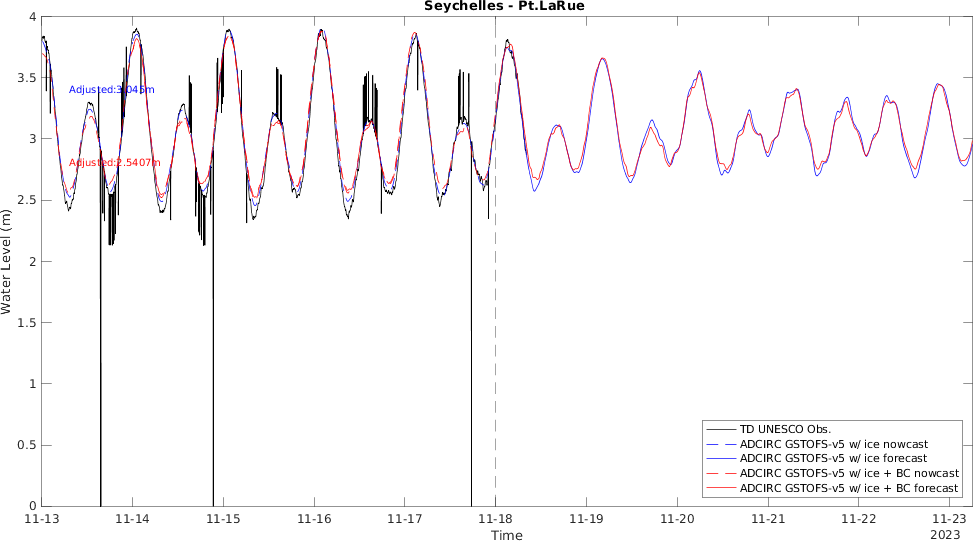 Seychelles - Pt.LaRue
4
3.5
3
2.5
2
1.5
1
0.5
0
Water Level (m)
Adjusted:3.045m
Adjusted:2.5407m
TD UNESCO Obs.
ADCIRC GSTOFS-v5 w/ ice nowcast
ADCIRC GSTOFS-v5 w/ ice forecast
ADCIRC GSTOFS-v5 w/ ice + BC nowcast
ADCIRC GSTOFS-v5 w/ ice + BC forecast
11-13 11-14 11-15 11-16 11-17 11-18 11-19 11-20 11-21 11-22 11-23
Time
2023